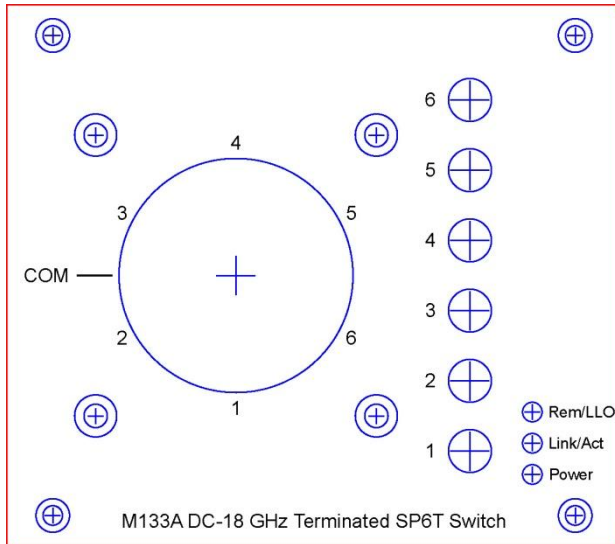 6
4
5
5
3
4
COM
3
2
6
2
1
1
Rem/LLO
Link/Act
Power
M133A DC-18 GHz Terminated SP6T Switch